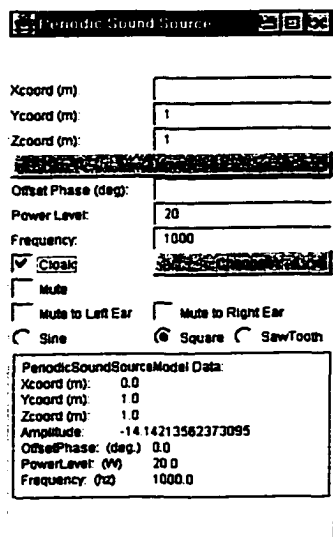 Periodic Sound Source
Xcoord (m)
Ycoord (m): 1
Zcoord (m): 1
Offset Phase (deg):
Power Level: 20
Frequency: 1000
Cloak
Mute
Mute to Left Ear Mute to Right Ear
Sine Square SawTooth
PeriodicSoundSourceModel Data:
Xcoord (m): 0.0
Ycoord (m): 1.0
Zcoord (m): 1.0
Amplitude: -14.14213562373095
OffsetPhase: (deg.) 0.0
PowerLevel: (W) 20.0
Frequency: (hz) 1000.0